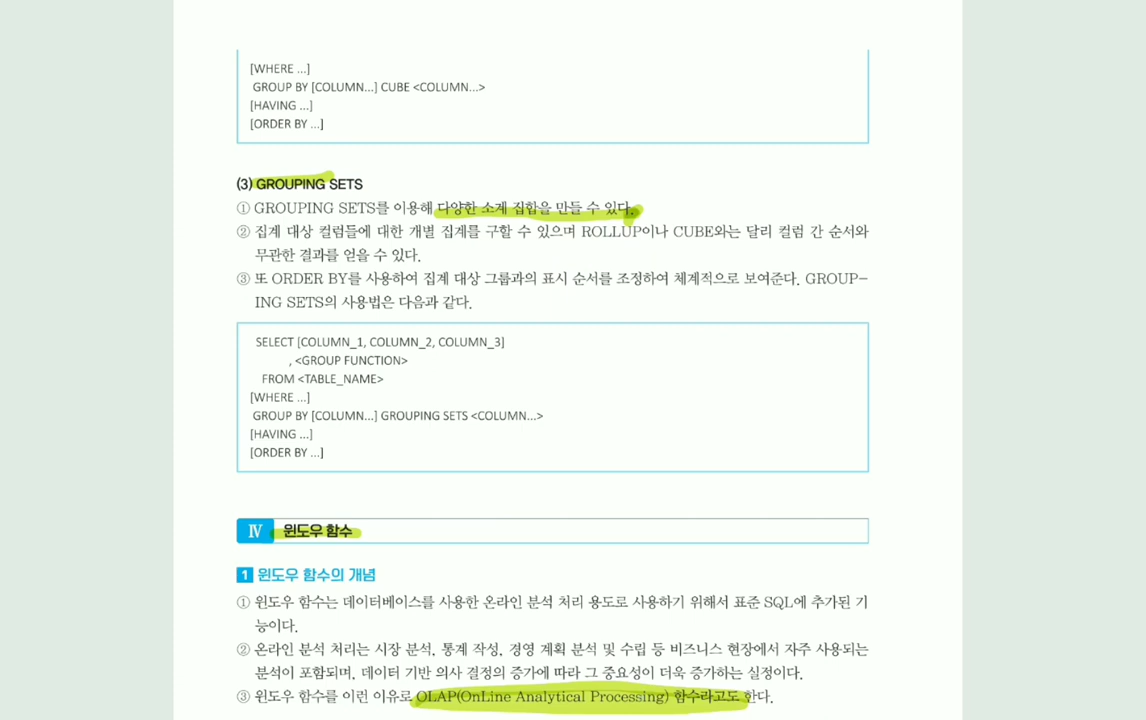 [WHERE ...]
GROUP BY [COLUMN...] CUBE <COLUMN...>
[HAVING ...]
[ORDER BY ...]
(3) GROUPING SETS
① GROUPING SETS를 이용해 다양한 소계 집합을 만들 수 있다.
② 집계 대상 컬럼들에 대한 개별 집계를 구할 수 있으며 ROLLUP이나 CUBE와는 달리 컬럼 간 순서와
무관한 결과를 얻을 수 있다.
③ 또 ORDER BY를 사용하여 집계 대상 그룹과의 표시 순서를 조정하여 체계적으로 보여준다. GROUP-
ING SETS의 사용법은 다음과 같다.
SELECT [COLUMN_1, COLUMN_2, COLUMN_3]
, <GROUP FUNCTION>
FROM <TABLE_NAME>
[WHERE ...]
GROUP BY [COLUMN...] GROUPING SETS <COLUMN...>
[HAVING ...]
[ORDER BY ...]
Ⅳ 윈도우 함수
1 윈도우 함수의 개념
① 윈도우 함수는 데이터베이스를 사용한 온라인 분석 처리 용도로 사용하기 위해서 표준 SQL에 추가된 기
능이다.
② 온라인 분석 처리는 시장 분석, 통계 작성, 경영 계획 분석 및 수립 등 비즈니스 현장에서 자주 사용되는
분석이 포함되며, 데이터 기반 의사 결정의 증가에 따라 그 중요성이 더욱 증가하는 실정이다.
③ 윈도우 함수를 이런 이유로 OLAP(OnLine Analytical Processing) 함수라고도 한다.